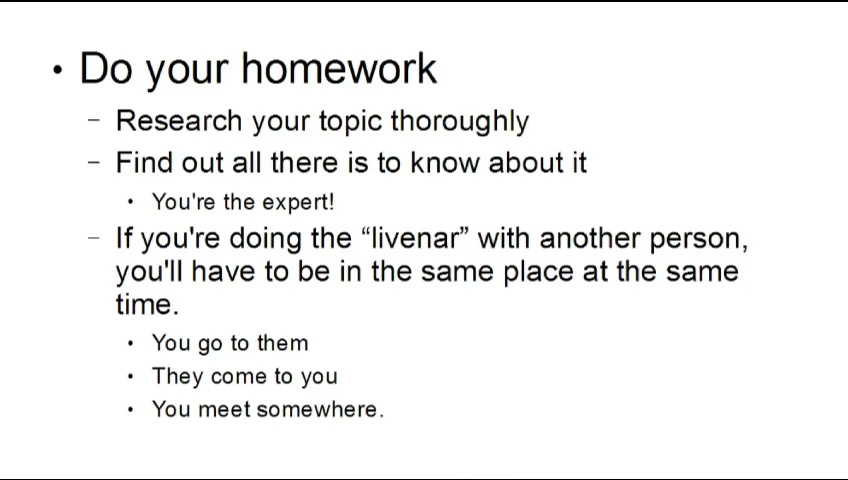 • Do your homework
– Research your topic thoroughly
– Find out all there is to know about it
• You're the expert!
– If you're doing the “livenar” with another person,
you'll have to be in the same place at the same
time.
• You go to them
• They come to you
• You meet somewhere.